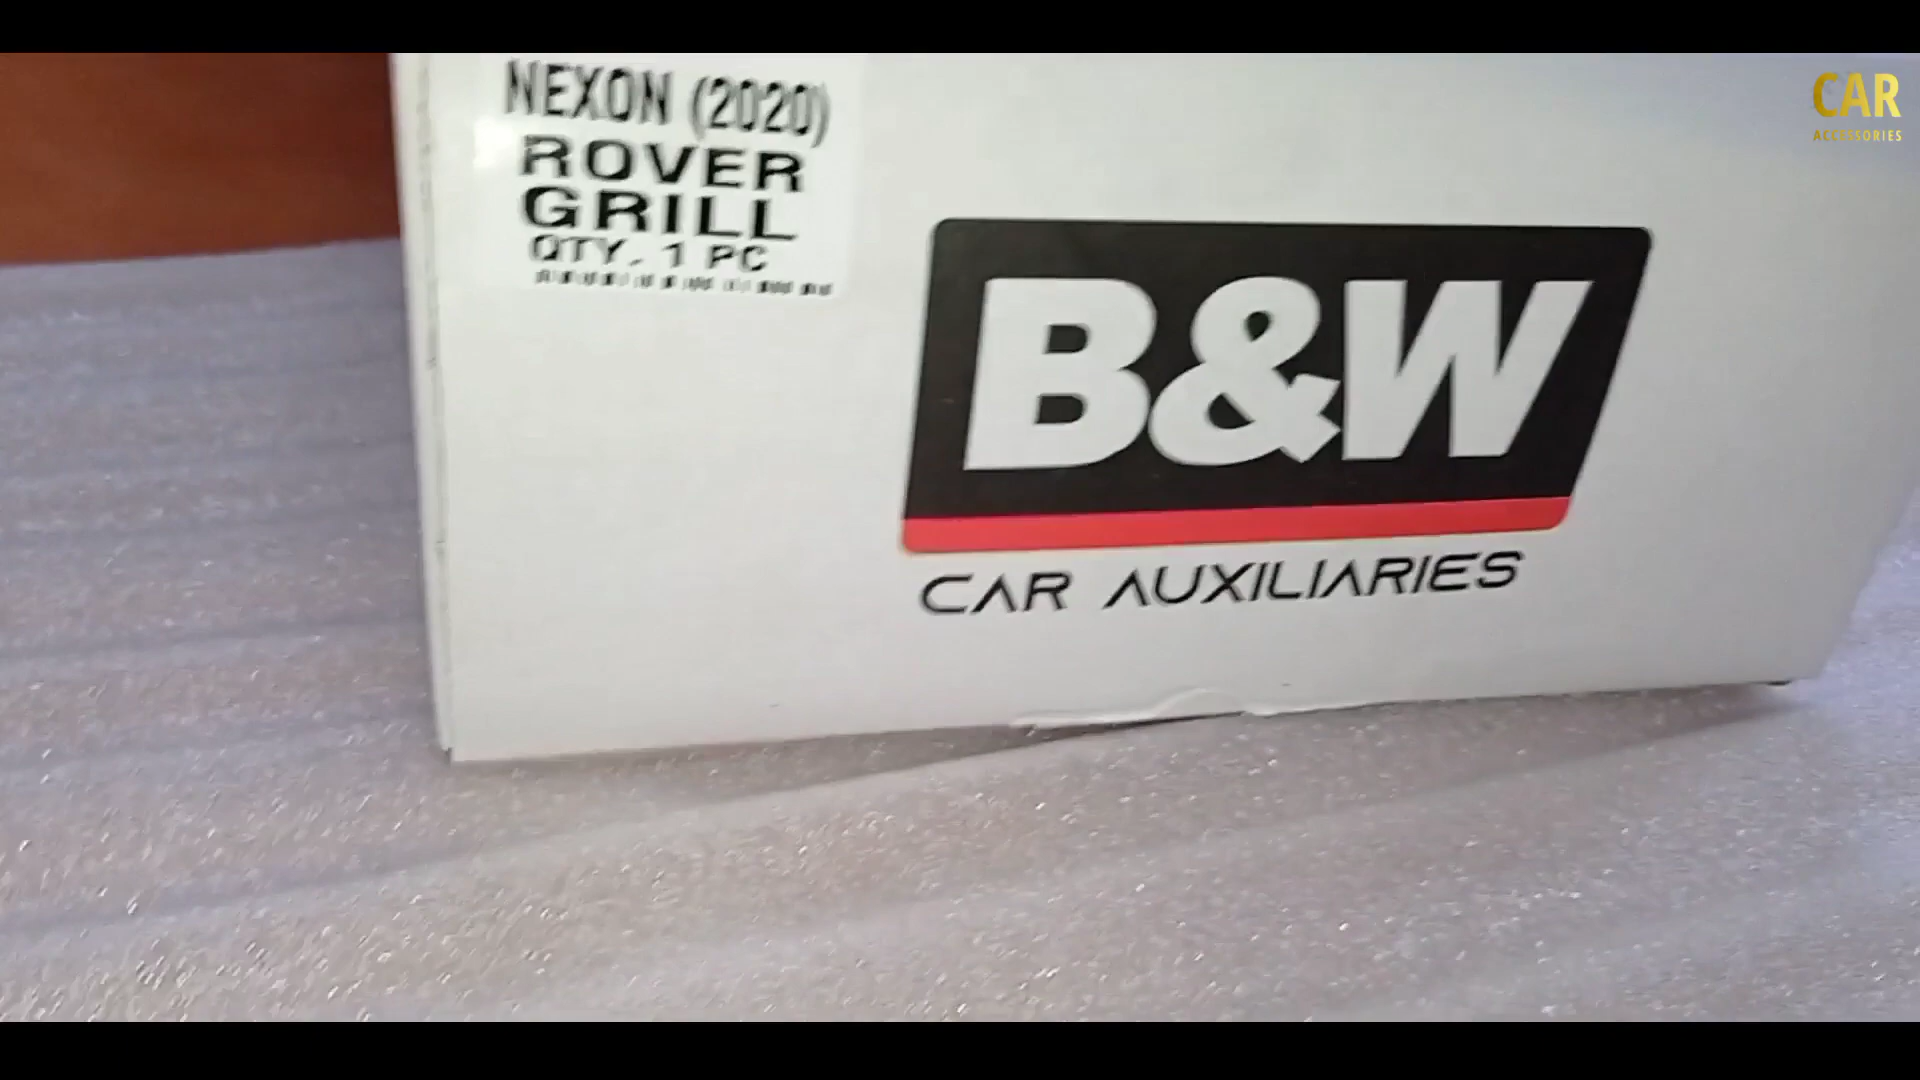 NEXON (2020)
ROVER
GRILL
QTY. 1 PC
B&W
CAR AUXILIARIES
CAR
ACCESSORIES